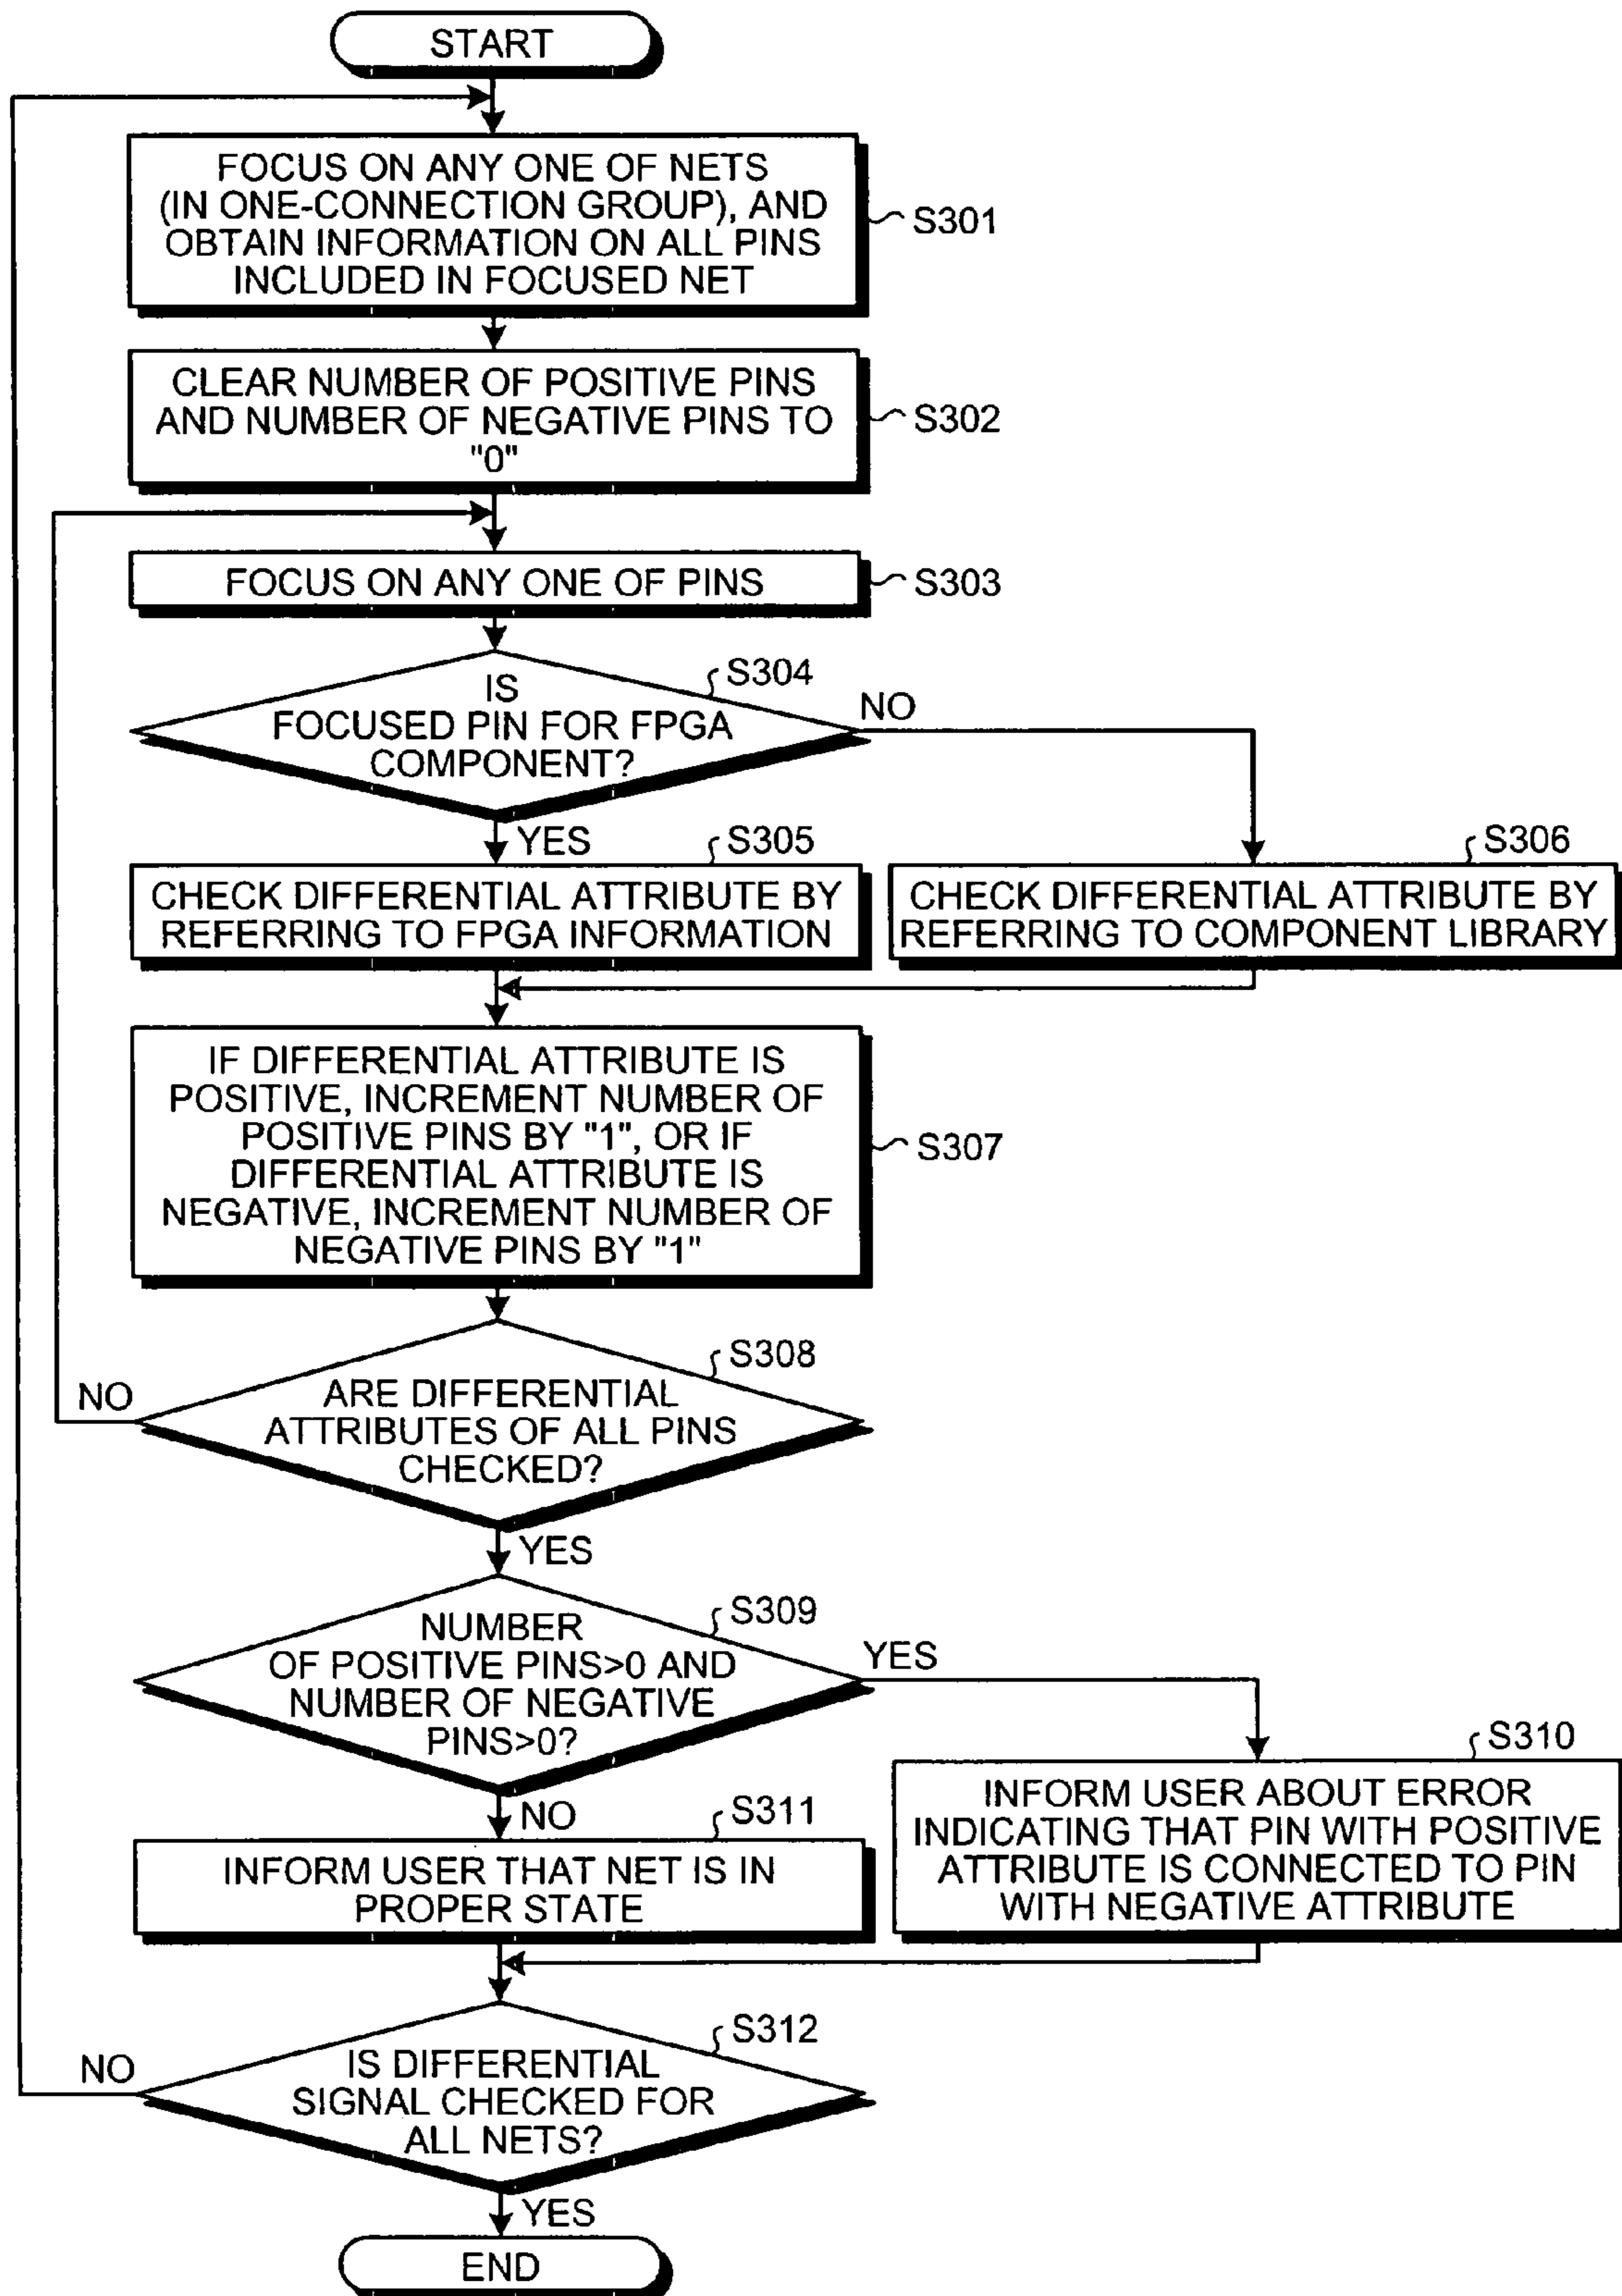 START
FOCUS ON ANY ONE OF NETS
(IN ONE-CONNECTION GROUP), AND
OBTAIN INFORMATION ON ALL PINS
INCLUDED IN FOCUSED NET
S301
CLEAR NUMBER OF POSITIVE PINS
AND NUMBER OF NEGATIVE PINS TO
"0"
S302
FOCUS ON ANY ONE OF PINS
S303
S304
IS
FOCUSED PIN FOR FPGA
COMPONENT?
NO
YES
S305
CHECK DIFFERENTIAL ATTRIBUTE BY
REFERRING TO FPGA INFORMATION
S306
CHECK DIFFERENTIAL ATTRIBUTE BY
REFERRING TO COMPONENT LIBRARY
IF DIFFERENTIAL ATTRIBUTE IS
POSITIVE, INCREMENT NUMBER OF
POSITIVE PINS BY "1", OR IF
DIFFERENTIAL ATTRIBUTE IS
NEGATIVE, INCREMENT NUMBER OF
NEGATIVE PINS BY "1"
S307
S308
NO
ARE DIFFERENTIAL
ATTRIBUTES OF ALL PINS
CHECKED?
YES
S309
NUMBER
OF POSITIVE PINS>0 AND
NUMBER OF NEGATIVE
PINS>0?
YES
NO
S310
INFORM USER ABOUT ERROR
INDICATING THAT PIN WITH POSITIVE
ATTRIBUTE IS CONNECTED TO PIN
WITH NEGATIVE ATTRIBUTE
S311
INFORM USER THAT NET IS IN
PROPER STATE
S312
NO
IS DIFFERENTIAL
SIGNAL CHECKED FOR
ALL NETS?
YES
END